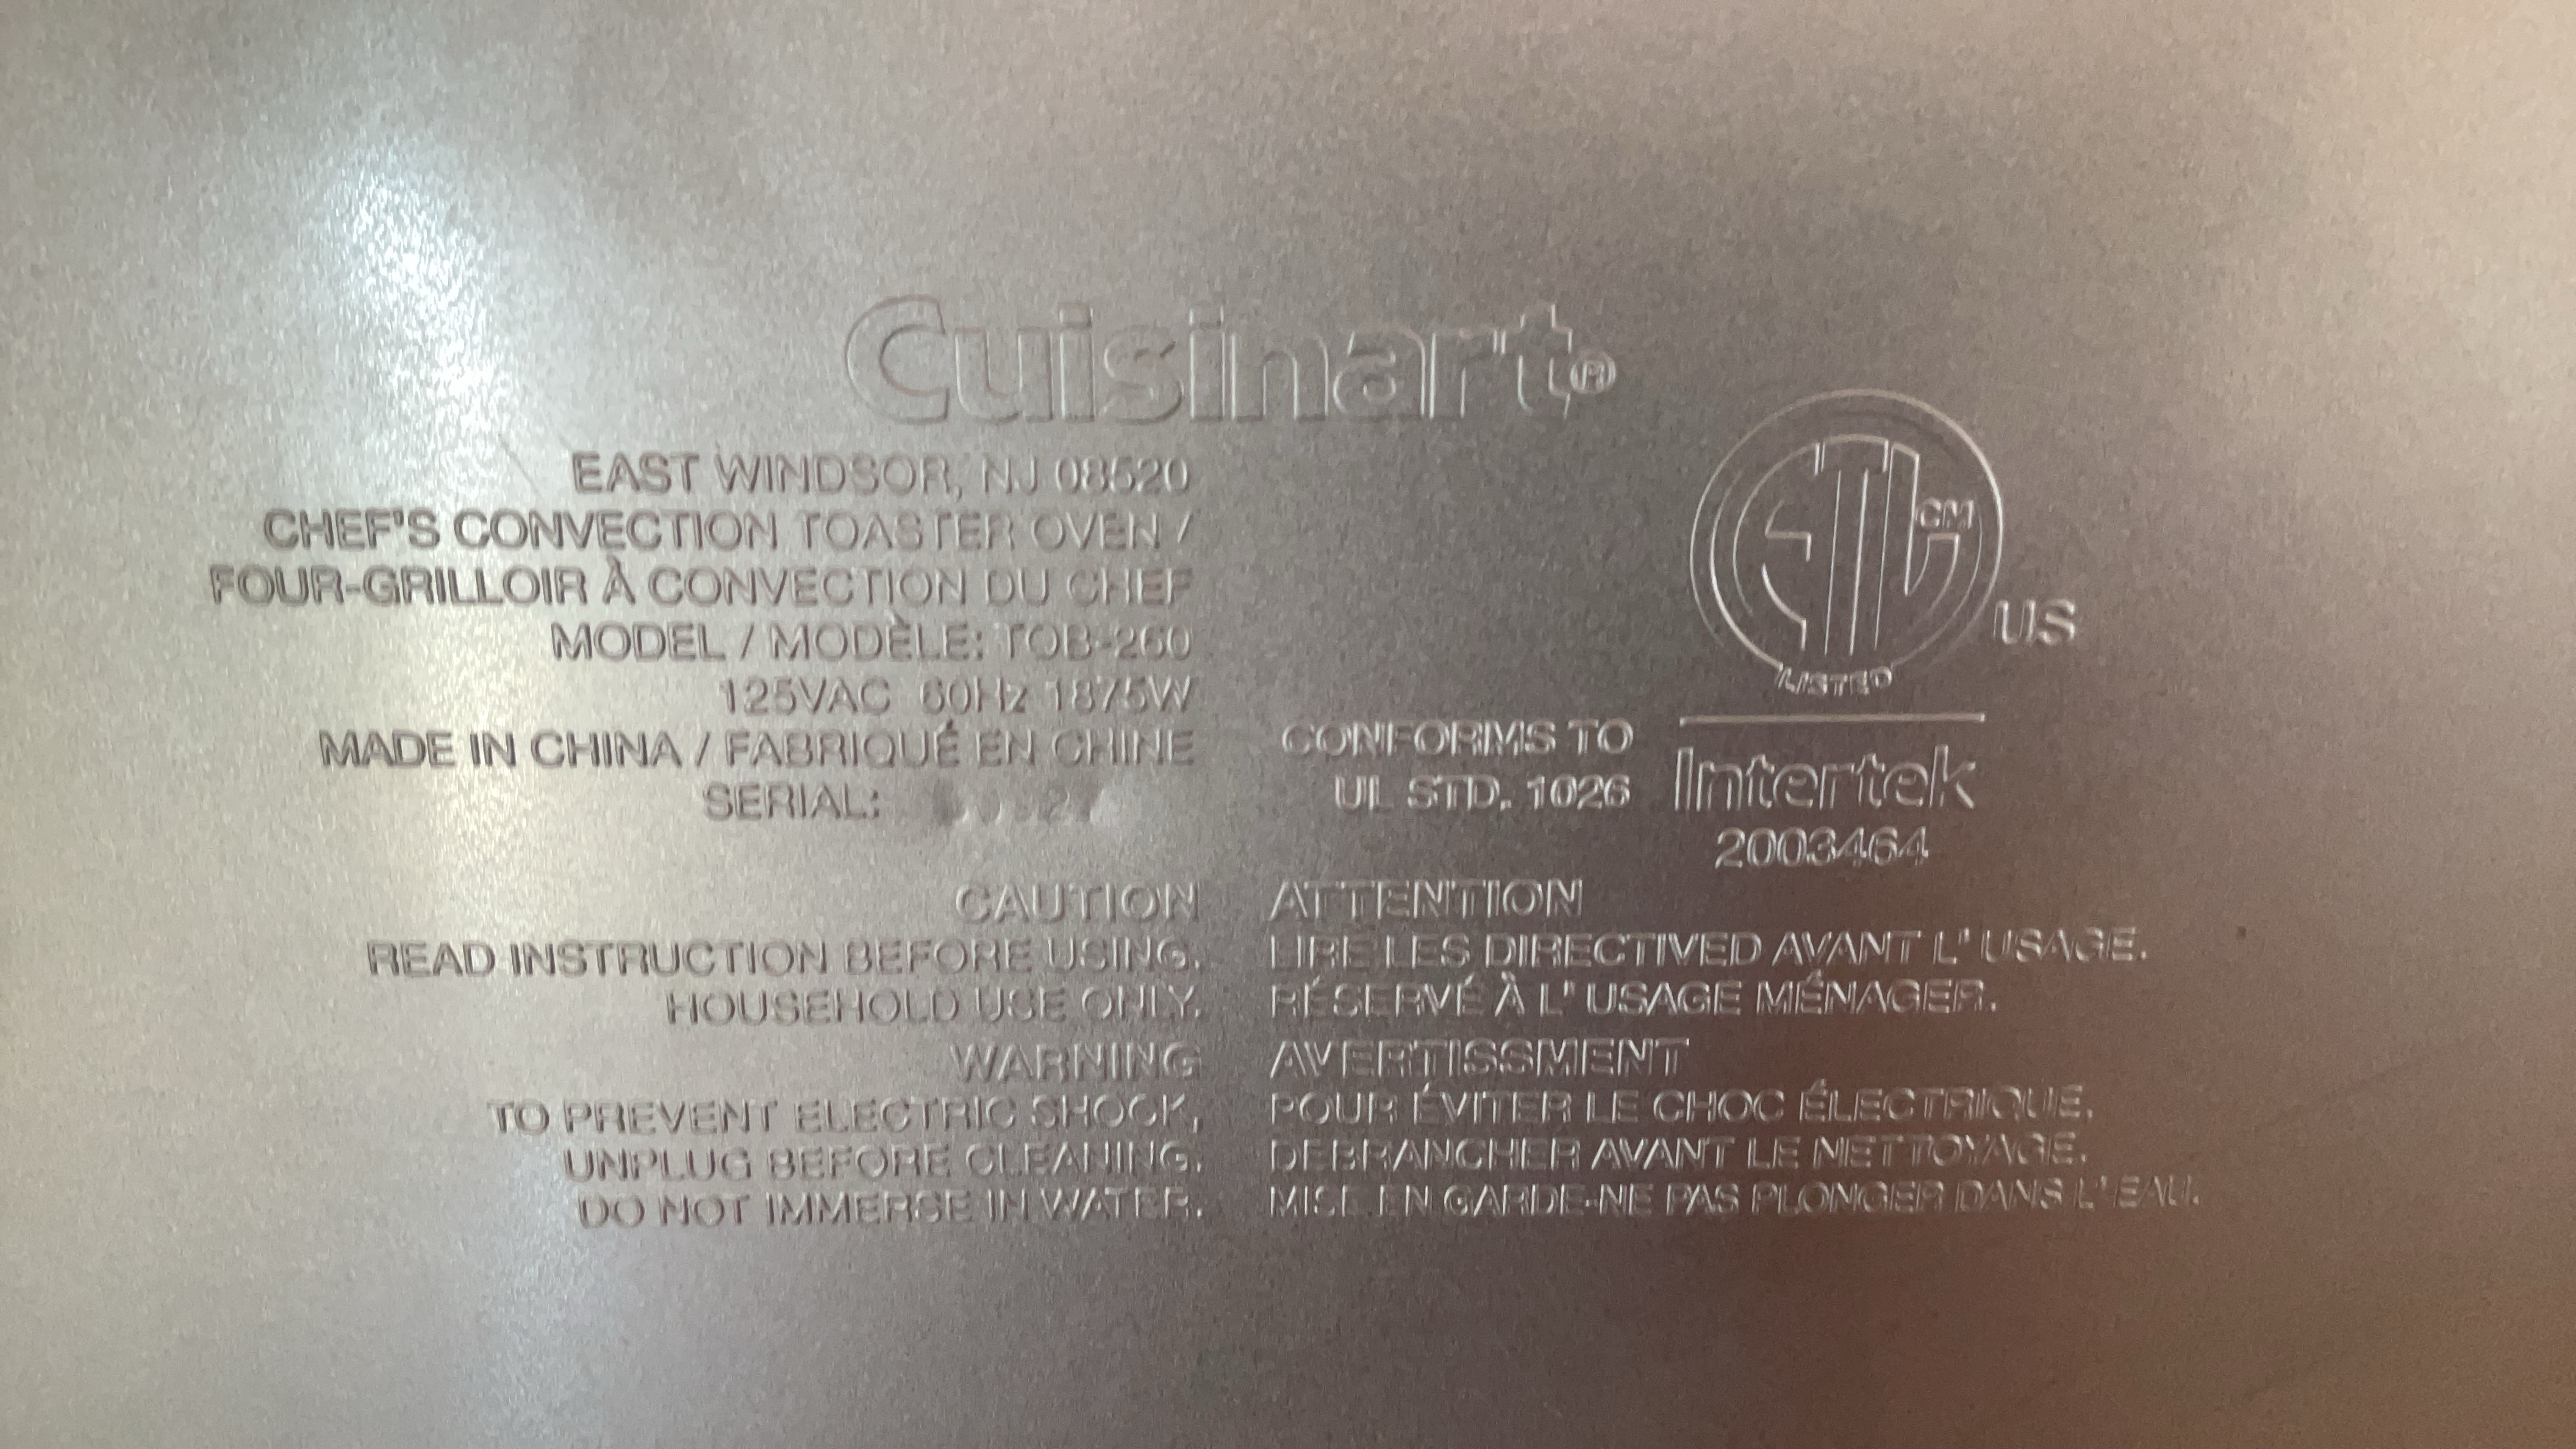 Cuisinart®
EAST WINDSOR, NJ 08520
CHEF'S CONVECTION TOASTER OVEN /
FOUR-GRILLOIR À CONVECTION DU CHEF
MODEL / MODÈLE: TOB-260
125VAC 60Hz 1875W
MADE IN CHINA / FABRIQUÉ EN CHINE
SERIAL:
ETL CM
US
LISTED
CONFORMS TO
UL STD. 1026
Intertek
2003464
CAUTION
READ INSTRUCTION BEFORE USING.
HOUSEHOLD USE ONLY.
WARNING
TO PREVENT ELECTRIC SHOCK,
UNPLUG BEFORE CLEANING.
DO NOT IMMERSE IN WATER.
ATTENTION
LIRE LES DIRECTIVED AVANT L' USAGE.
RÉSERVÉ À L' USAGE MÉNAGER.
AVERTISSMENT
POUR ÉVITER LE CHOC ÉLECTRIQUE,
DEBRANCHER AVANT LE NETTOYAGE.
MISE EN GARDE-NE PAS PLONGER DANS L' EAU.